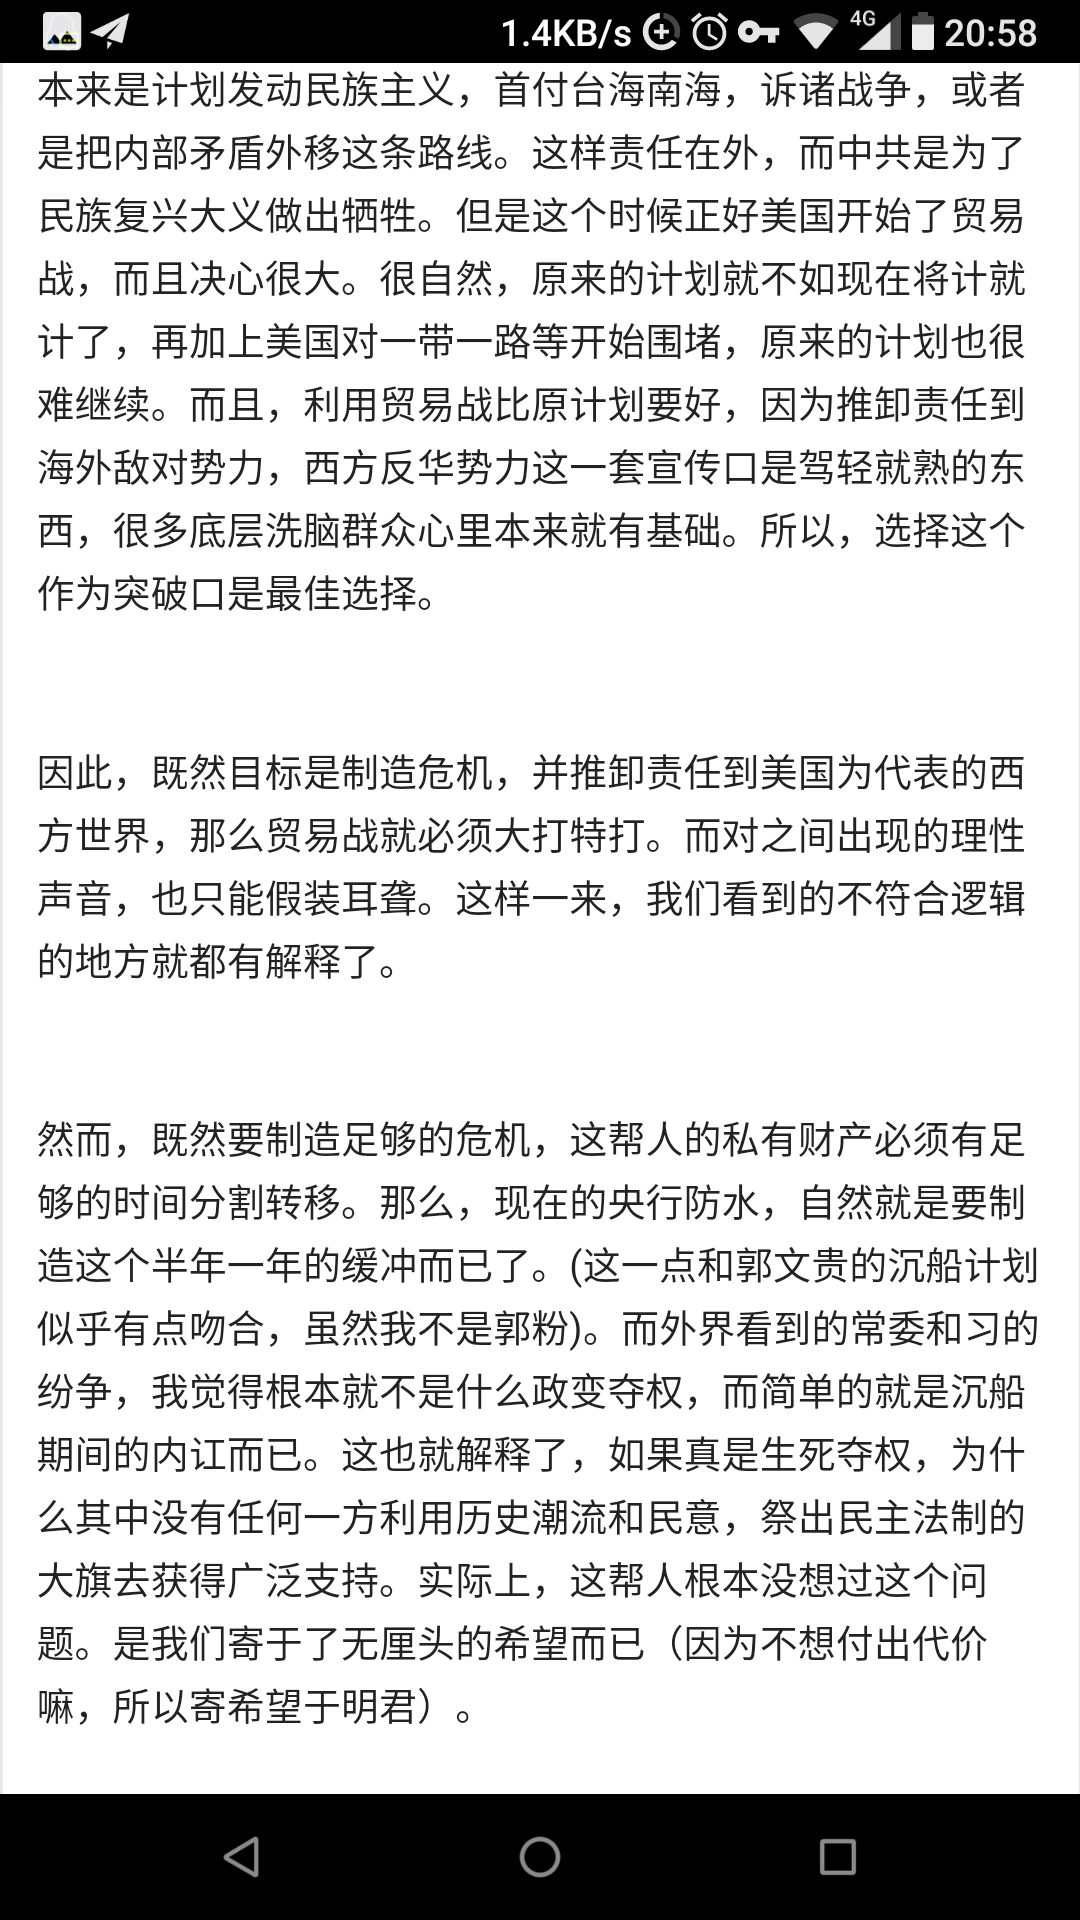 1.4KB/s 4G 20:58
本来是计划发动民族主义，首付台海南海，诉诸战争，或者
是把内部矛盾外移这条路线。这样责任在外，而中共是为了
民族复兴大义做出牺牲。但是这个时候正好美国开始了贸易
战，而且决心很大。很自然，原来的计划就不如现在将计就
计了，再加上美国对一带一路等开始围堵，原来的计划也很
难继续。而且，利用贸易战比原计划要好，因为推卸责任到
海外敌对势力，西方反华势力这一套宣传口是驾轻就熟的东
西，很多底层洗脑群众心里本来就有基础。所以，选择这个
作为突破口是最佳选择。
因此，既然目标是制造危机，并推卸责任到美国为代表的西
方世界，那么贸易战就必须大打特打。而对之间出现的理性
声音，也只能假装耳聋。这样一来，我们看到的不符合逻辑
的地方就都有解释了。
然而，既然要制造足够的危机，这帮人的私有财产必须有足
够的时间分割转移。那么，现在的央行防水，自然就是要制
造这个半年一年的缓冲而已了。(这一点和郭文贵的沉船计划
似乎有点吻合，虽然我不是郭粉)。而外界看到的常委和习的
纷争，我觉得根本就不是什么政变夺权，而简单的就是沉船
期间的内讧而已。这也就解释了，如果真是生死夺权，为什
么其中没有任何一方利用历史潮流和民意，祭出民主法制的
大旗去获得广泛支持。实际上，这帮人根本没想过这个问
题。是我们寄于了无厘头的希望而已（因为不想付出代价
嘛，所以寄希望于明君）。